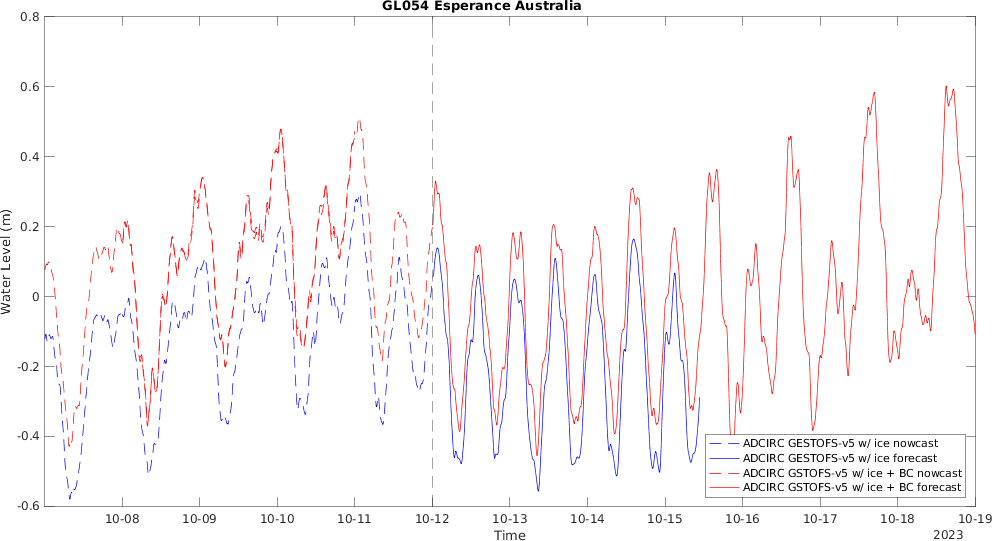 GL054 Esperance Australia
0.8
0.6
0.4
0.2
0
-0.2
-0.4
-0.6
Water Level (m)
ADCIRC GESTOFS-v5 w/ ice nowcast
ADCIRC GESTOFS-v5 w/ ice forecast
ADCIRC GSTOFS-v5 w/ ice + BC nowcast
ADCIRC GSTOFS-v5 w/ ice + BC forecast
10-08 10-09 10-10 10-11 10-12 10-13 10-14 10-15 10-16 10-17 10-18 10-19
Time
2023